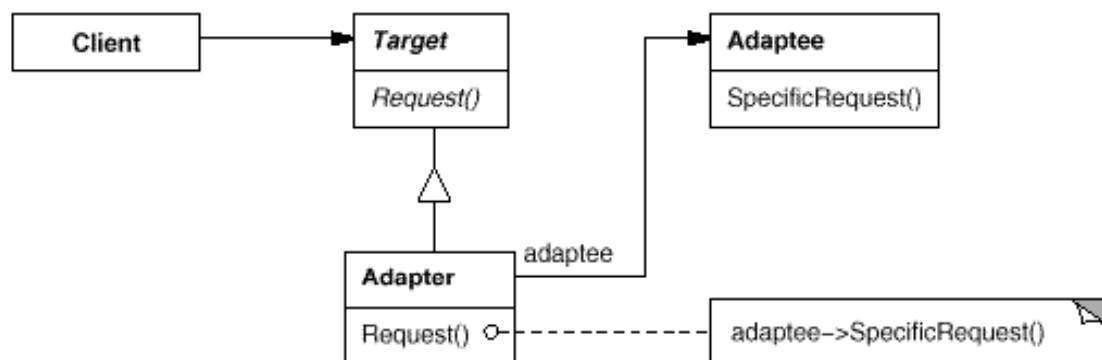 Client
Target
Request()
Adaptee
SpecificRequest()
adaptee
Adapter
Request()
adaptee->SpecificRequest()